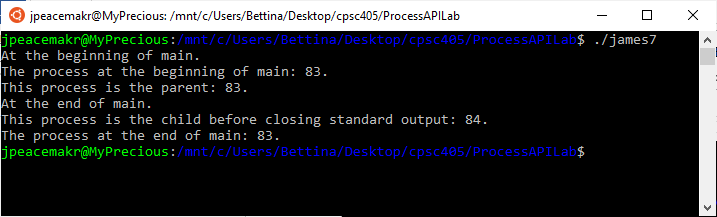 jpeacemakr@MyPrecious: /mnt/c/Users/Bettina/Desktop/cpsc405/ProcessAPILab
jpeacemakr@MyPrecious:/mnt/c/Users/Bettina/Desktop/cpsc405/ProcessAPILab$ ./james7
At the beginning of main.
The process at the beginning of main: 83.
This process is the parent: 83.
At the end of main.
This process is the child before closing standard output: 84.
The process at the end of main: 83.
jpeacemakr@MyPrecious:/mnt/c/Users/Bettina/Desktop/cpsc405/ProcessAPILab$